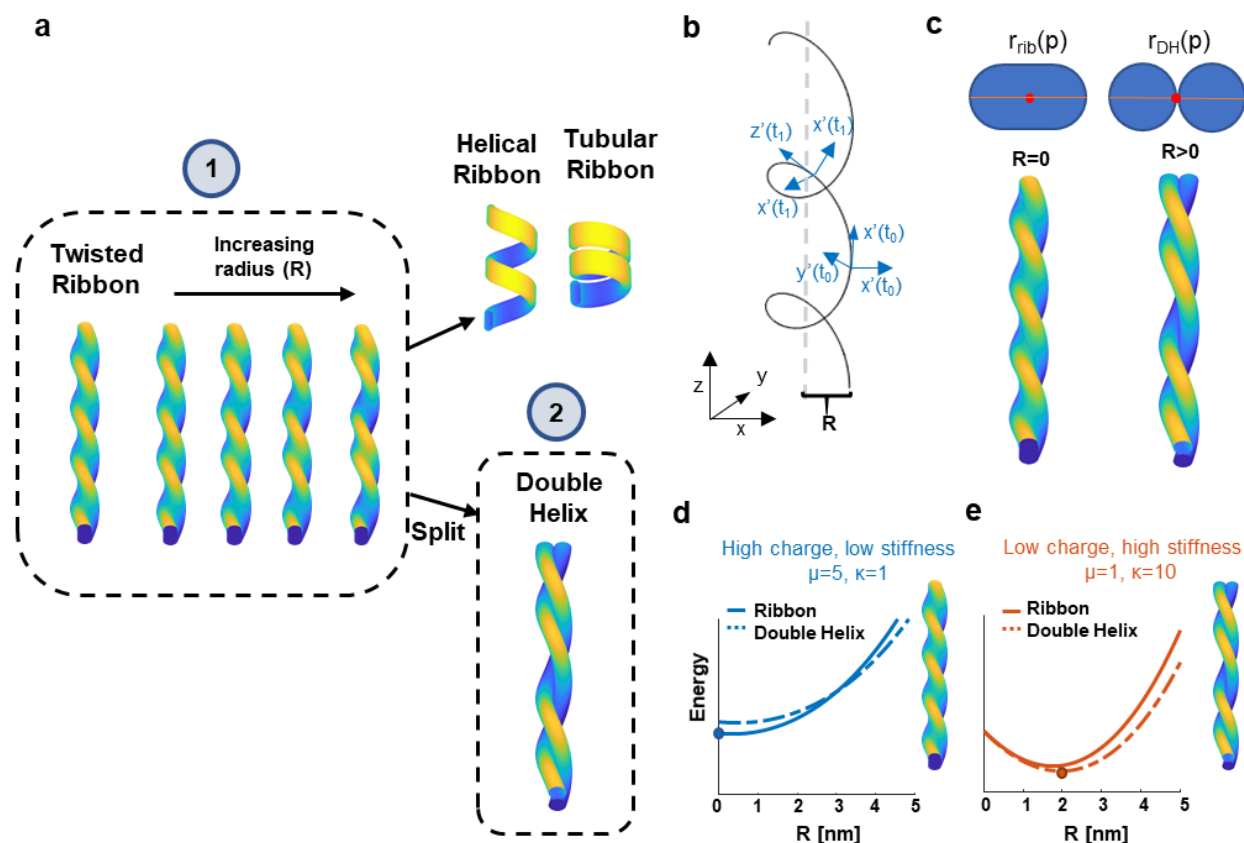 a
1
Twisted
Ribbon
Increasing
radius (R)
Helical
Ribbon
Tubular
Ribbon
2
Split
Double
Helix
b
x'(t₁)
z'(t₁)
x'(t₁)
x'(t₀)
y'(t₀)
x'(t₀)
z
y
x
R
c
r_rib(p)
r_DH(p)
R=0
R>0
d
High charge, low stiffness
μ=5, κ=1
Ribbon
Double Helix
Energy
0 1 2 3 4 5
R [nm]
e
Low charge, high stiffness
μ=1, κ=10
Ribbon
Double Helix
0 1 2 3 4 5
R [nm]